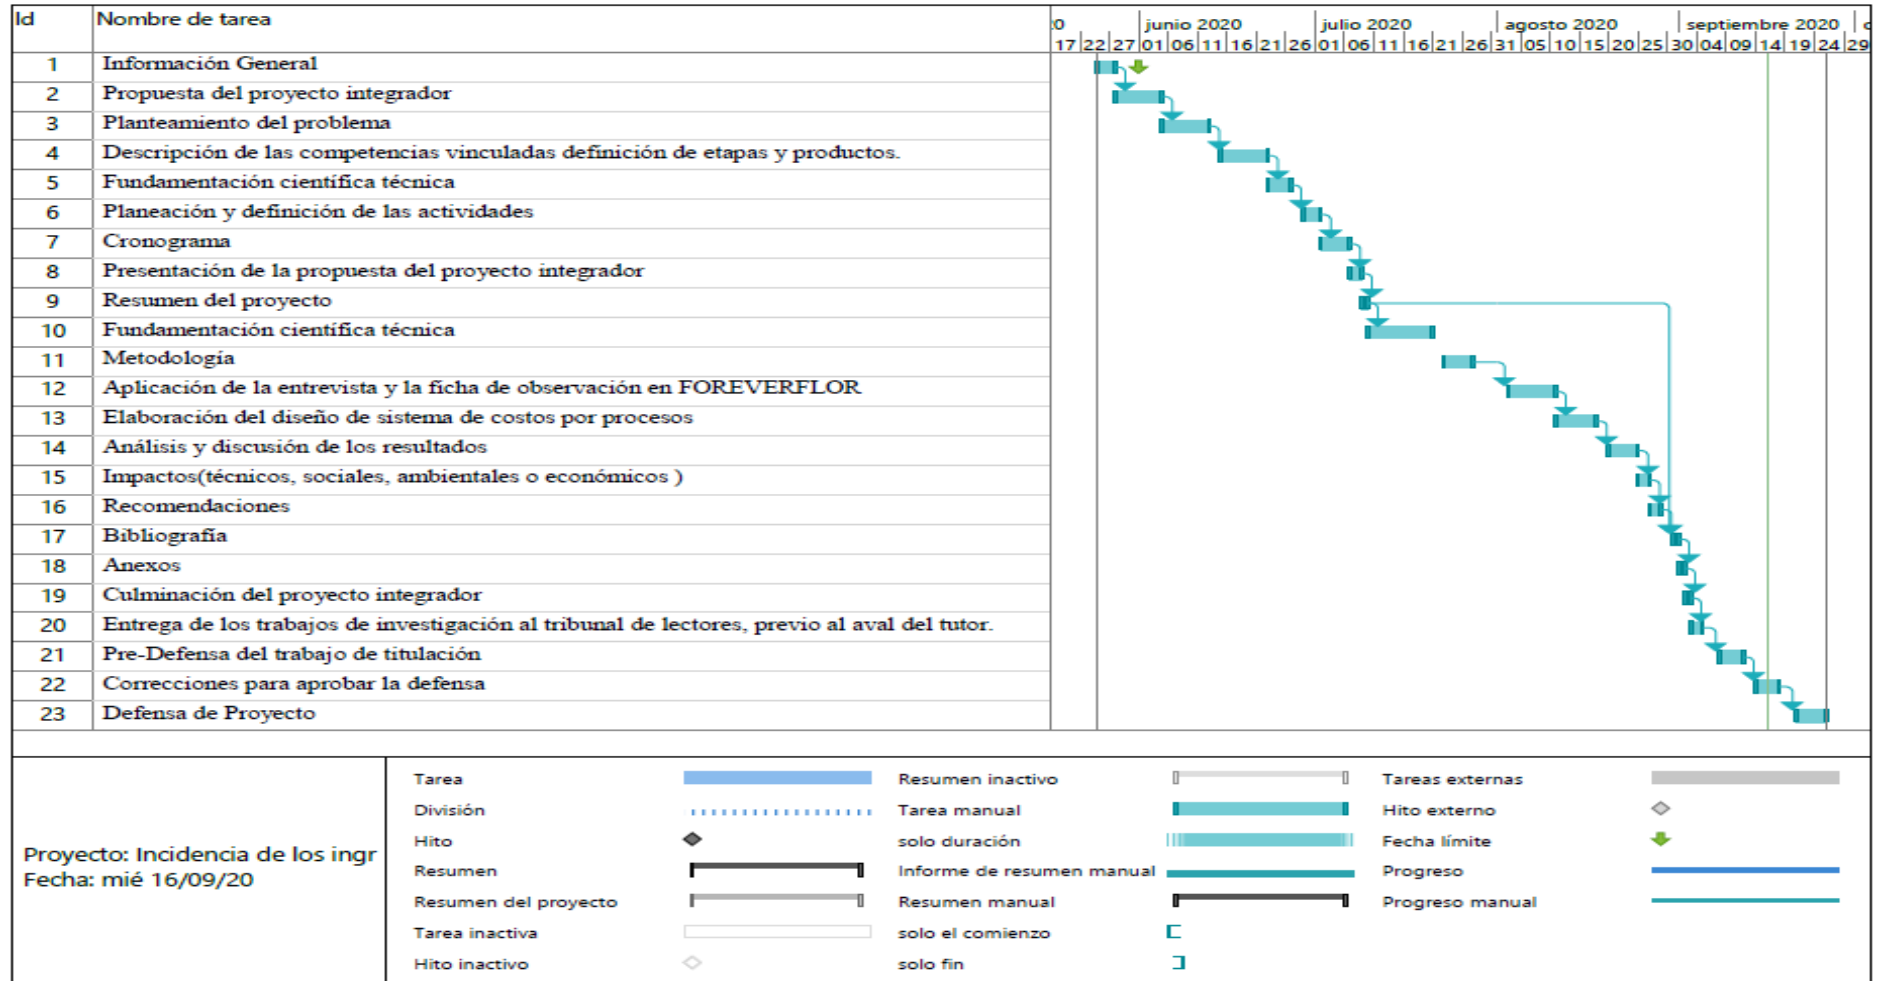 Id Nombre de tarea
20 junio 2020 julio 2020 agosto 2020 septiembre 2020 o
17 22 27 01 06 11 16 21 26 01 06 11 16 21 26 31 05 10 15 20 25 30 04 09 14 19 24 29
1 Información General
2 Propuesta del proyecto integrador
3 Planteamiento del problema
4 Descripción de las competencias vinculadas definición de etapas y productos.
5 Fundamentación científica técnica
6 Planeación y definición de las actividades
7 Cronograma
8 Presentación de la propuesta del proyecto integrador
9 Resumen del proyecto
10 Fundamentación científica técnica
11 Metodología
12 Aplicación de la entrevista y la ficha de observación en FOREVERFLOR
13 Elaboración del diseño de sistema de costos por procesos
14 Análisis y discusión de los resultados
15 Impactos(técnicos, sociales, ambientales o económicos )
16 Recomendaciones
17 Bibliografía
18 Anexos
19 Culminación del proyecto integrador
20 Entrega de los trabajos de investigación al tribunal de lectores, previo al aval del tutor.
21 Pre-Defensa del trabajo de titulación
22 Correcciones para aprobar la defensa
23 Defensa de Proyecto
Proyecto: Incidencia de los ingr
Fecha: mié 16/09/20
Tarea Resumen inactivo Tareas externas
División Tarea manual Hito externo
Hito solo duración Fecha límite
Resumen Informe de resumen manual Progreso
Resumen del proyecto Resumen manual Progreso manual
Tarea inactiva solo el comienzo
Hito inactivo solo fin